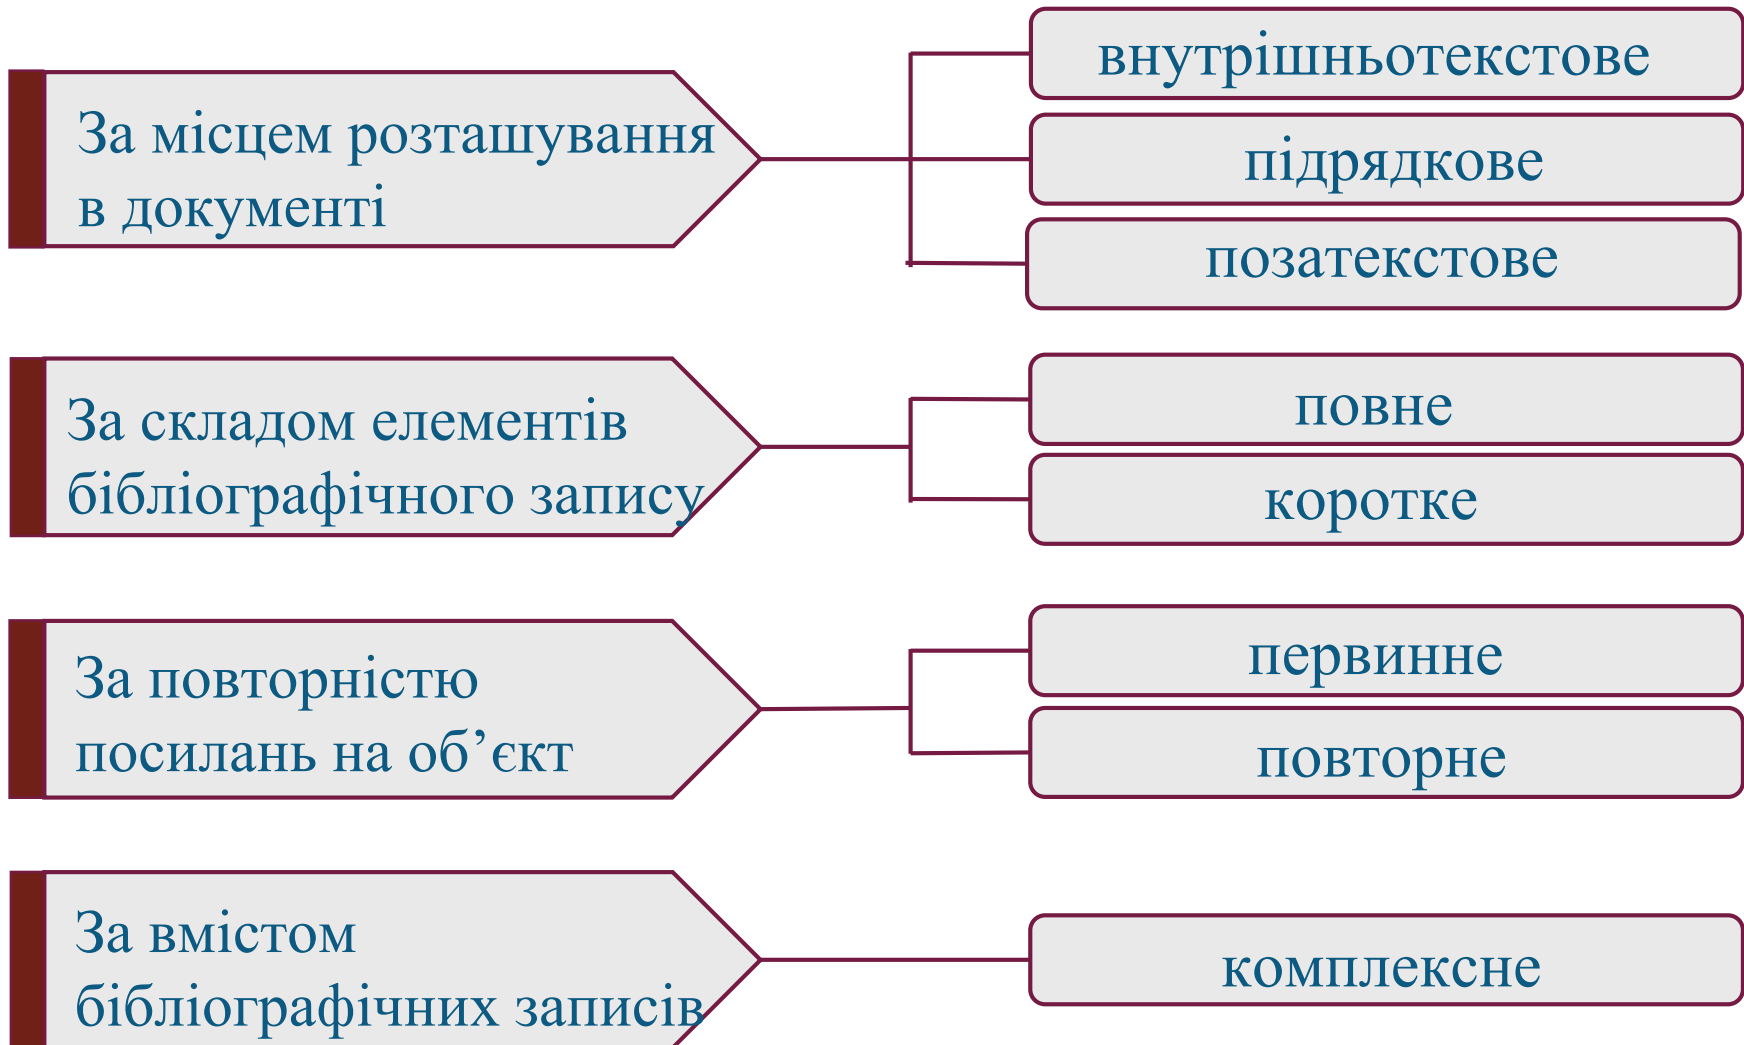 За місцем розташування
в документі
внутрішньотекстове
підрядкове
позатекстове
За складом елементів
бібліографічного запису
повне
коротке
За повторністю
посилань на об’єкт
первинне
повторне
За вмістом
бібліографічних записів
комплексне